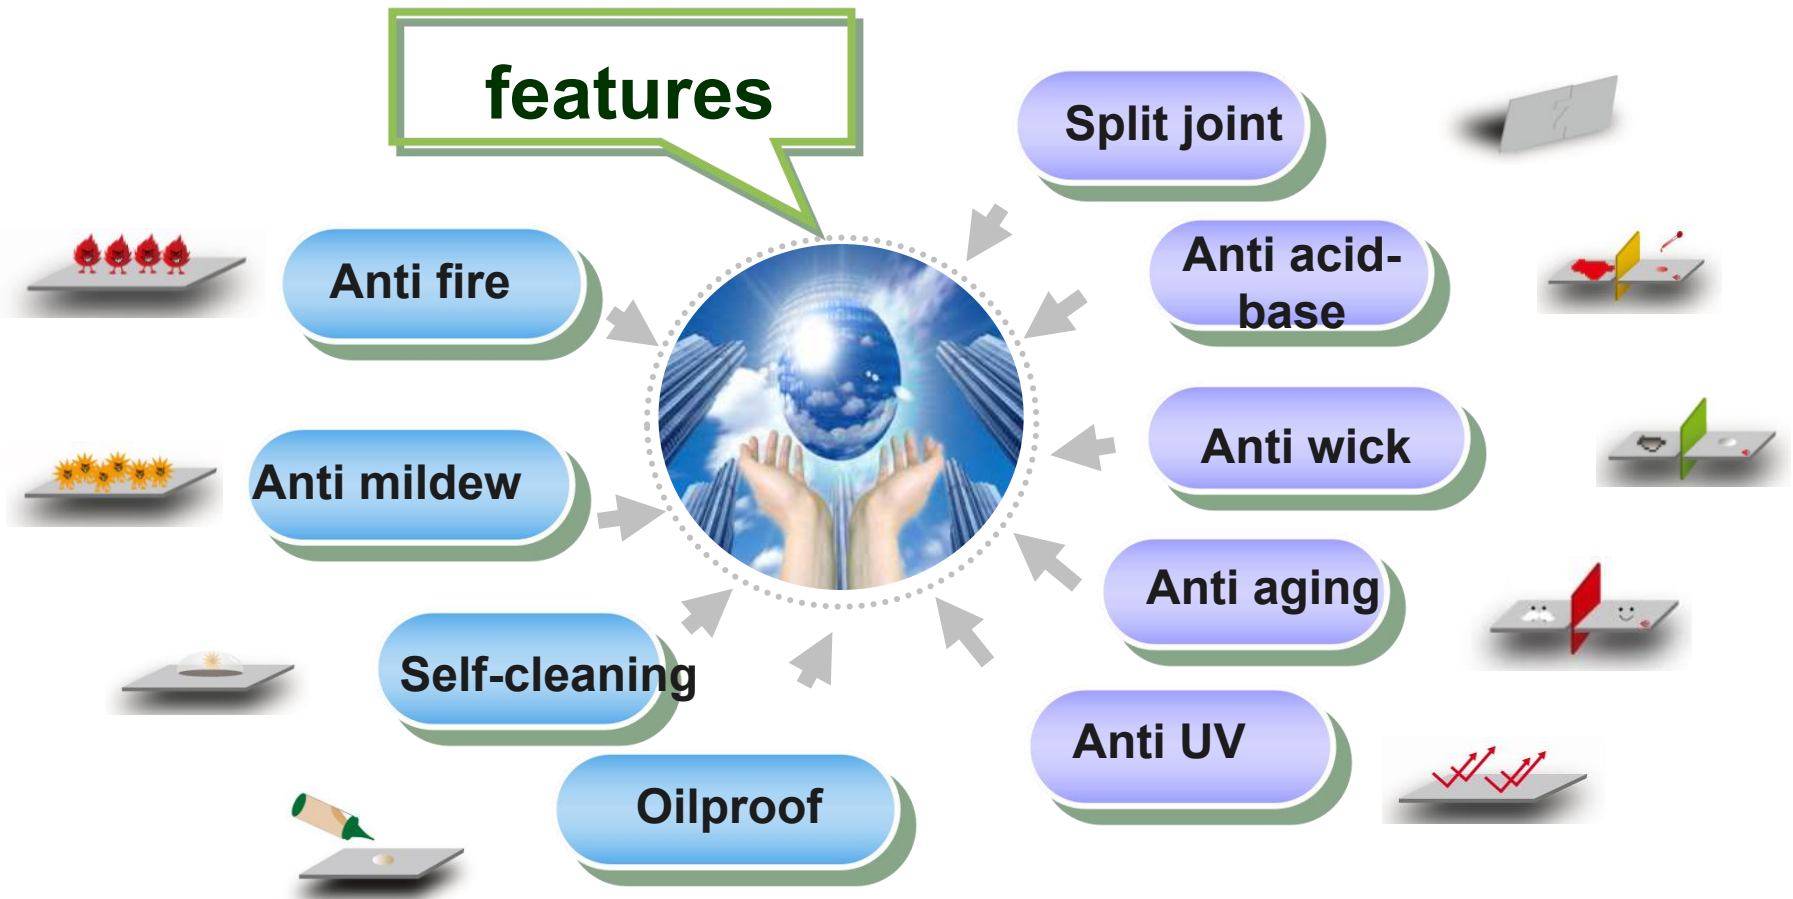 features
Split joint
Anti acid-
base
Anti fire
Anti wick
Anti mildew
Anti aging
Self-cleaning
Anti UV
Oilproof